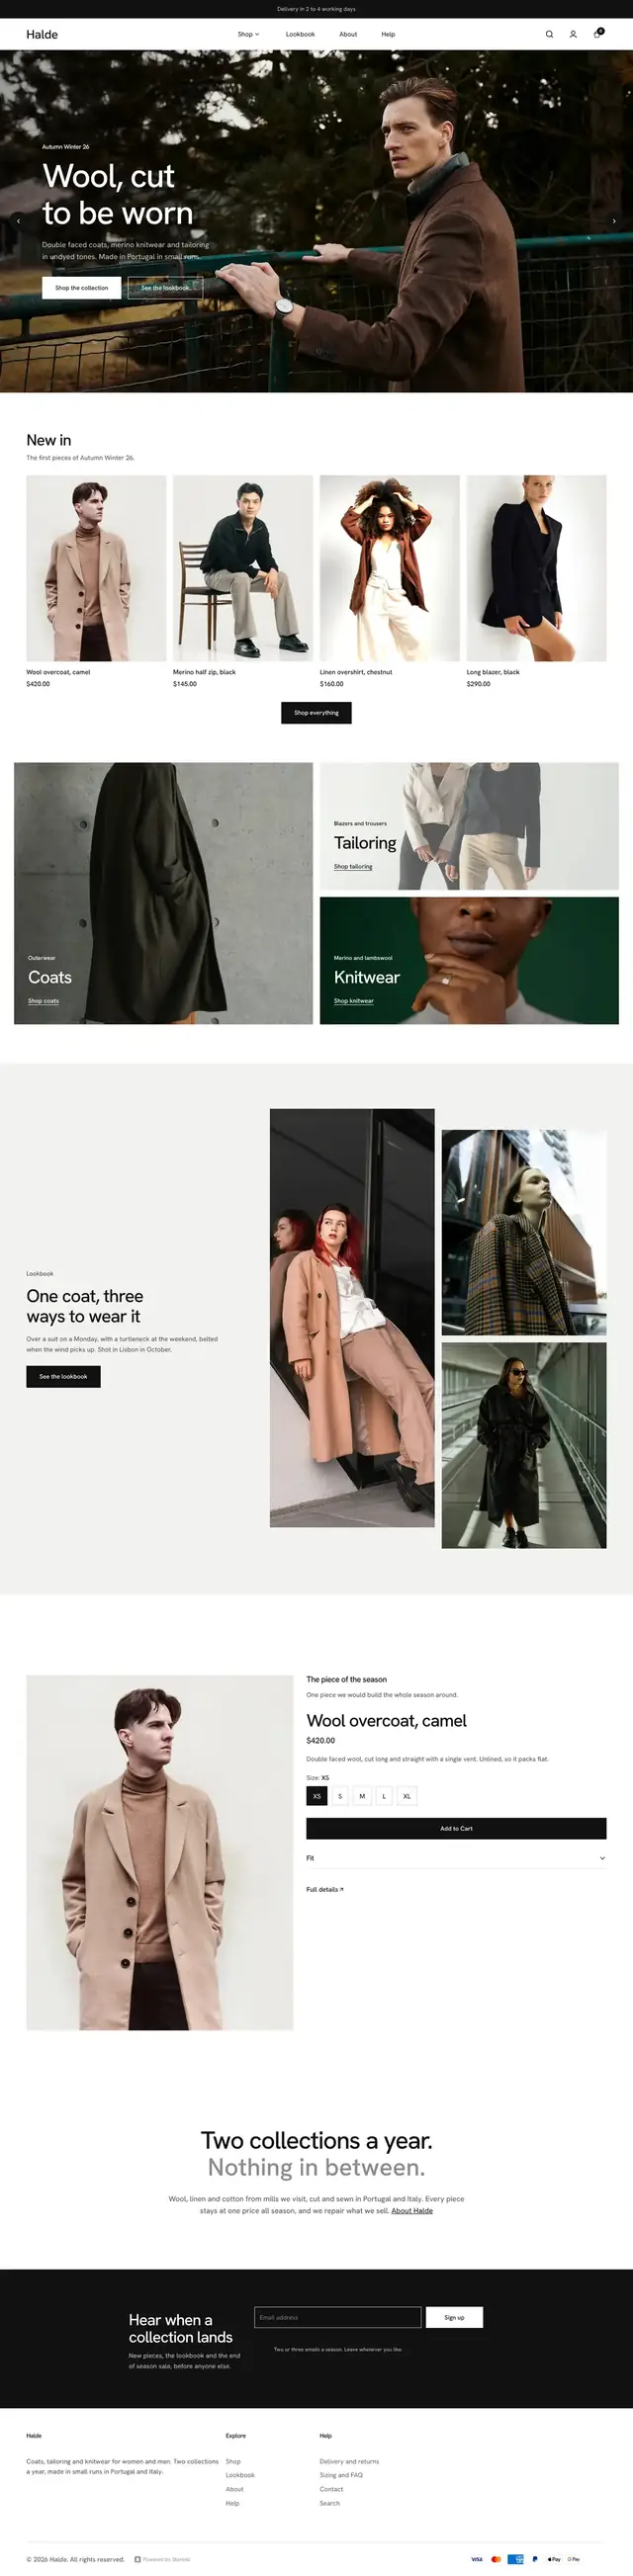 Delivery in 2 to 4 working days
Halde
Shop
Lookbook
About
Help
0
Autumn Winter 26
Wool, cut
to be worn
Double faced coats, merino knitwear and tailoring
in undyed tones. Made in Portugal in small runs.
Shop the collection
See the lookbook
New in
The first pieces of Autumn Winter 26.
Wool overcoat, camel
$420.00
Merino half zip, black
$145.00
Linen overshirt, chestnut
$160.00
Long blazer, black
$290.00
Shop everything
Outerwear
Coats
Shop coats
Blazers and trousers
Tailoring
Shop tailoring
Merino and lambswool
Knitwear
Shop knitwear
Lookbook
One coat, three
ways to wear it
Over a suit on a Monday, with a turtleneck at the weekend, belted
when the wind picks up. Shot in Lisbon in October.
See the lookbook
The piece of the season
One piece we would build the whole season around.
Wool overcoat, camel
$420.00
Double faced wool, cut long and straight with a single vent. Unlined, so it packs flat.
Size: XS
XS S M L XL
Add to Cart
Fit
Full details
Two collections a year.
Nothing in between.
Wool, linen and cotton from mills we visit, cut and sewn in Portugal and Italy. Every piece
stays at one price all season, and we repair what we sell. About Halde
Hear when a
collection lands
New pieces, the lookbook and the end
of season sale, before anyone else.
Email address
Sign up
Two or three emails a season. Leave whenever you like.
Halde
Coats, tailoring and knitwear for women and men. Two collections
a year, made in small runs in Portugal and Italy.
Explore
Shop
Lookbook
About
Help
Help
Delivery and returns
Sizing and FAQ
Contact
Search
© 2026 Halde. All rights reserved.
Powered by
VISA
Pay
G Pay